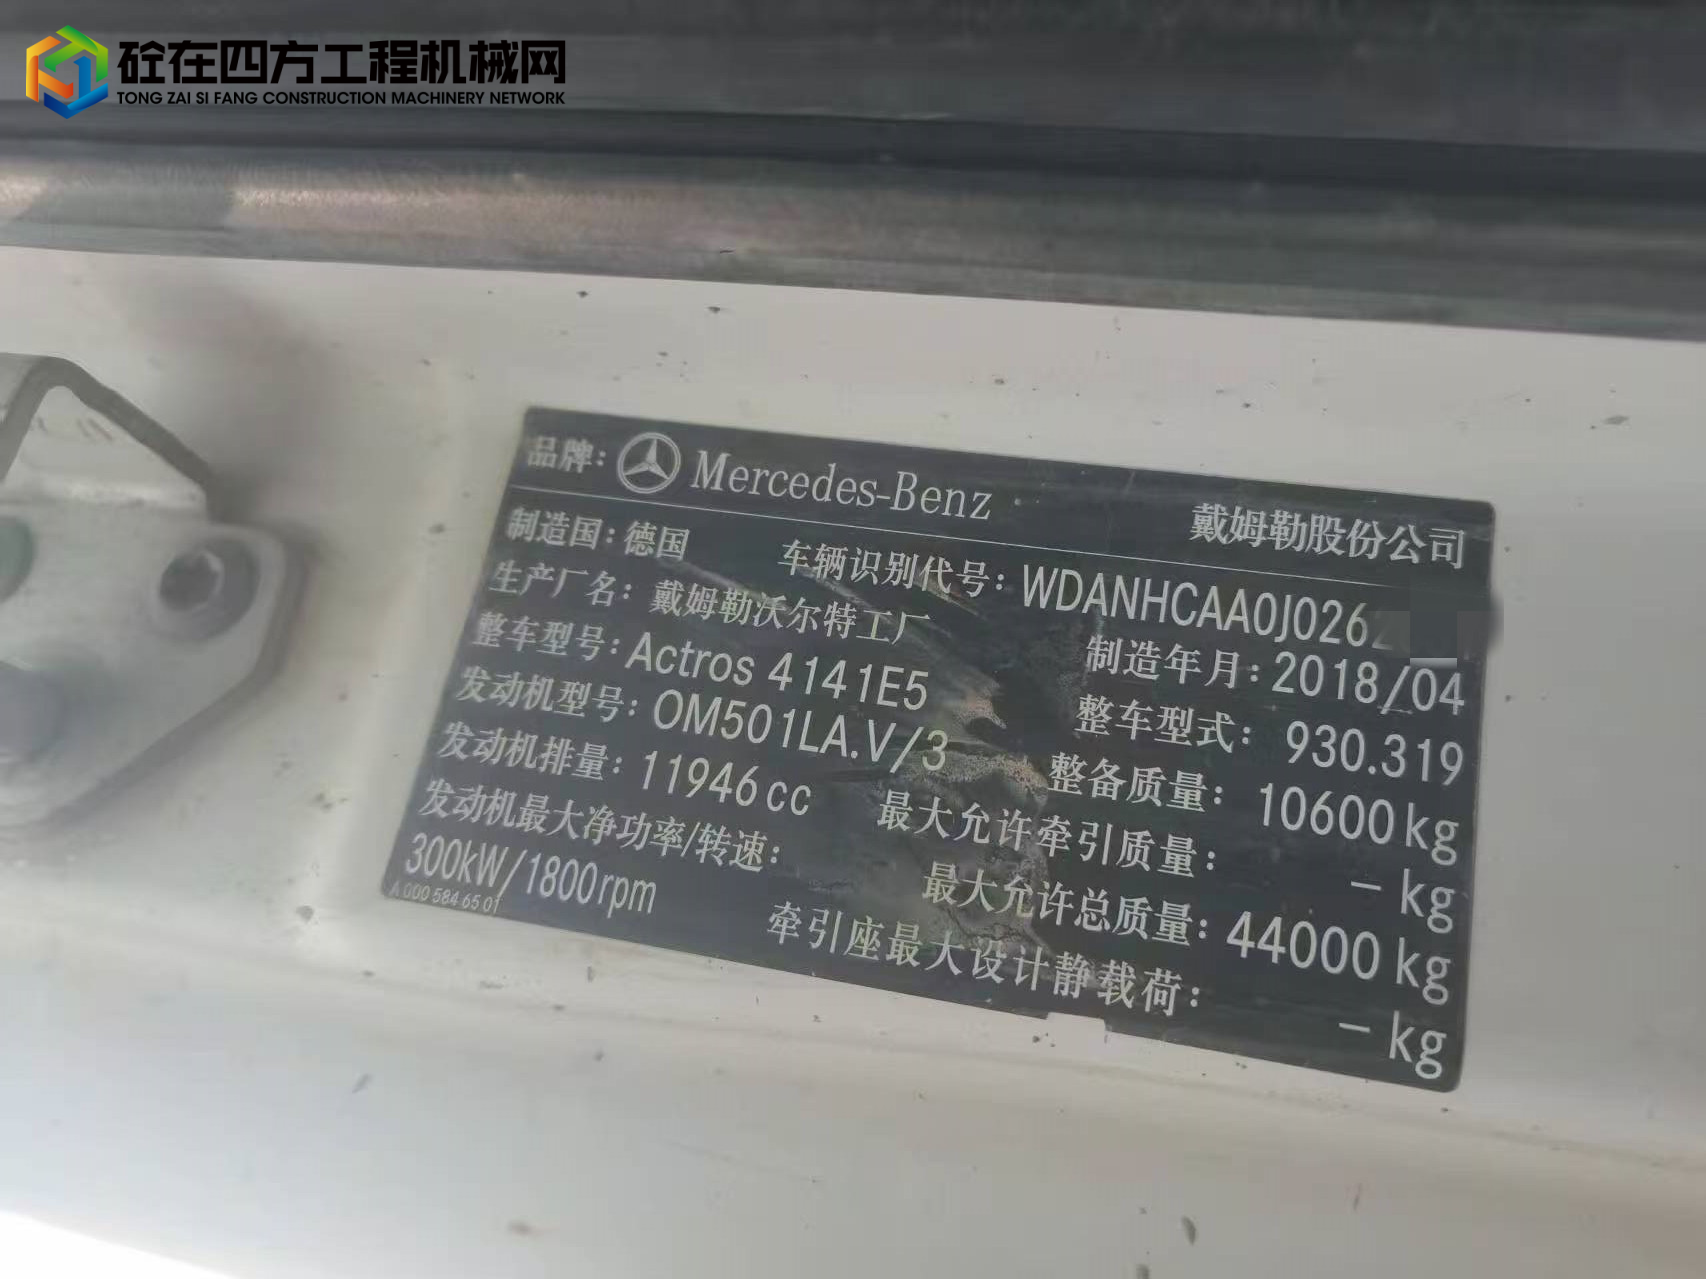 砼在四方工程机械网
TONG ZAI SI FANG CONSTRUCTION MACHINERY NETWORK
品牌: Mercedes-Benz 戴姆勒股份公司
制造国: 德国 车辆识别代号: WDANHCAA0J0262
生产厂名: 戴姆勒沃尔特工厂 制造年月: 2018/04
整车型号: Actros 4141E5 整车型式: 930.319
发动机型号: OM501LA.V/3 整备质量: 10600 kg
发动机排量: 11946cc 最大允许牵引质量: - kg
发动机最大净功率/转速: 最大允许总质量: 44000 kg
300kW/1800rpm 牵引座最大设计静载荷: - kg
A 000 584 65 01